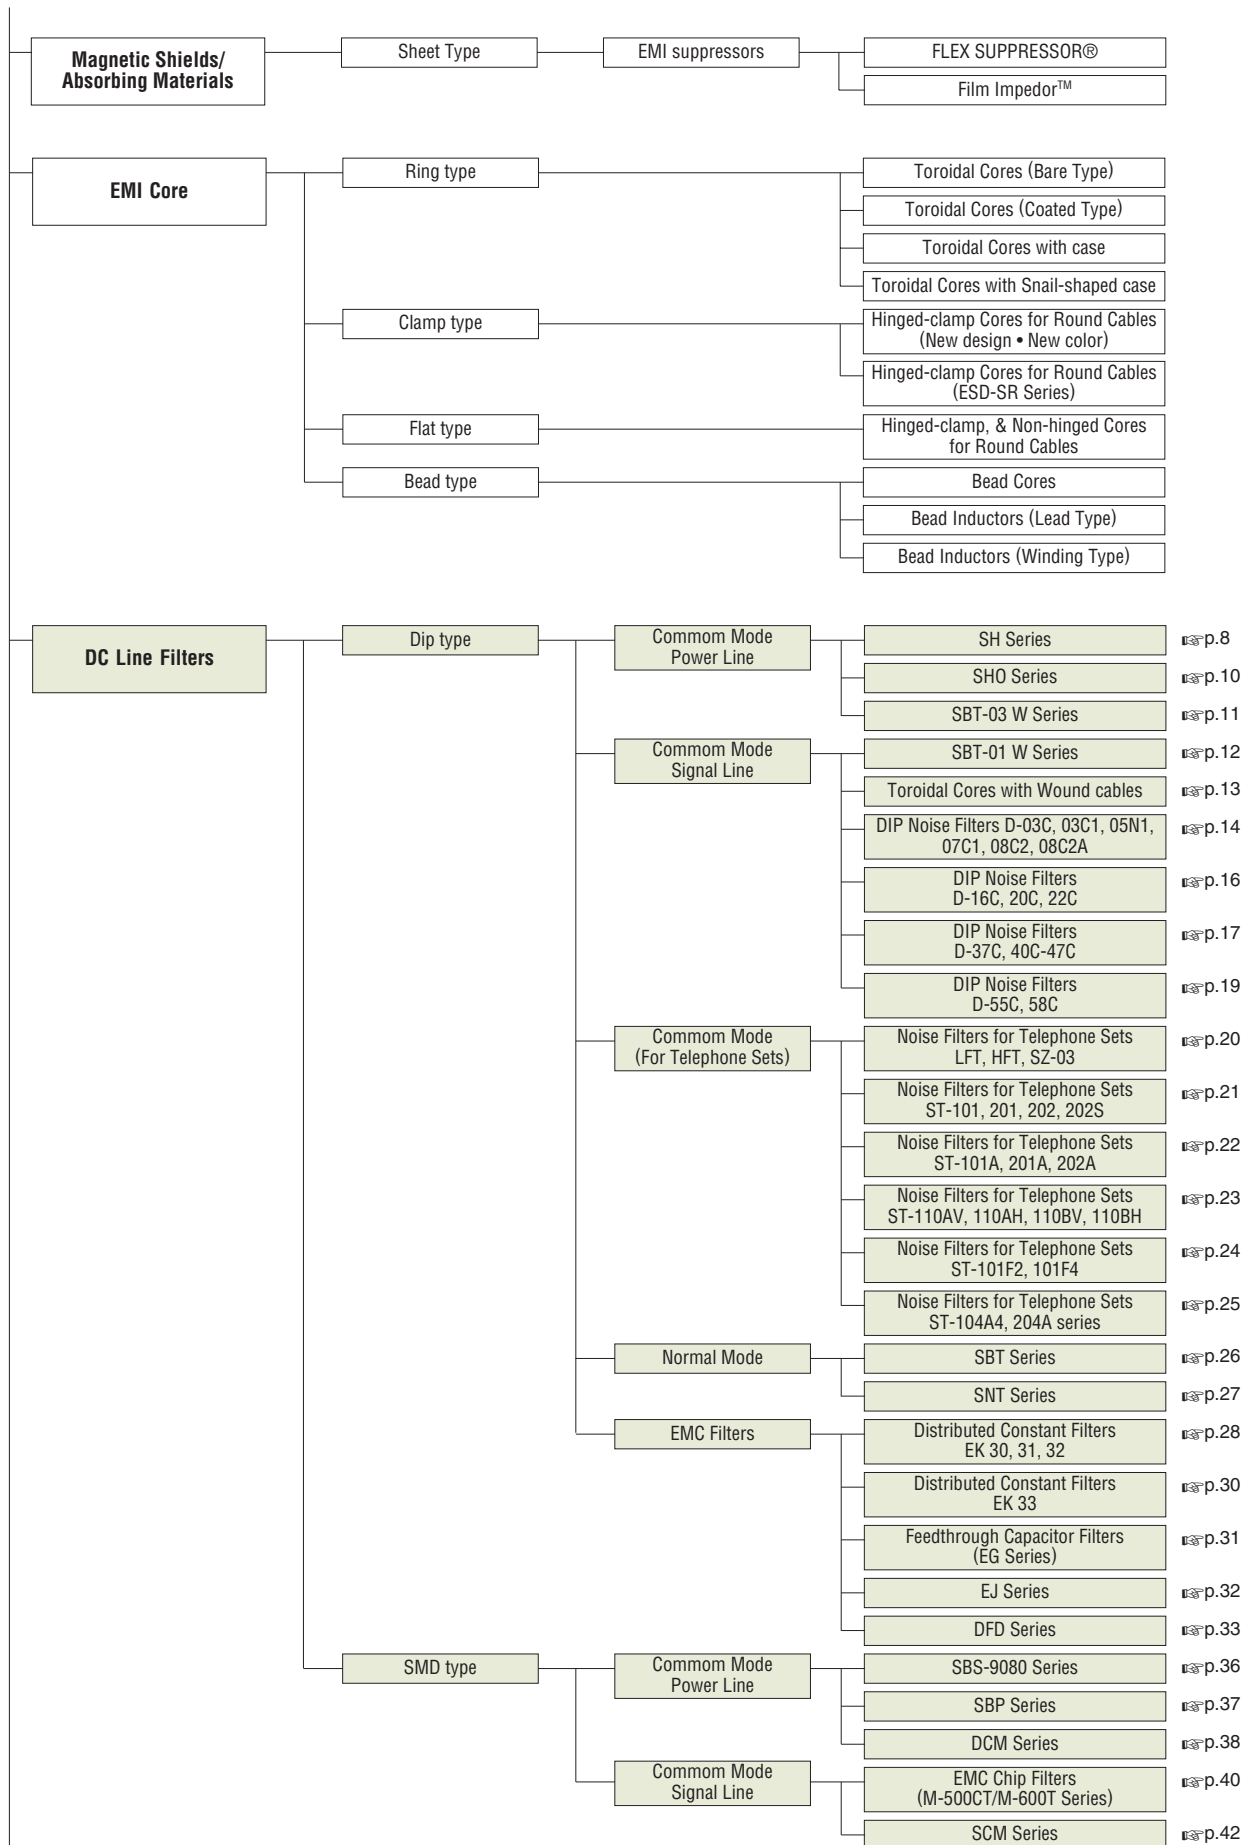 Magnetic Shields/
Absorbing Materials
Sheet Type
EMI suppressors
FLEX SUPPRESSOR®
Film Impedor™
EMI Core
Ring type
Toroidal Cores (Bare Type)
Toroidal Cores (Coated Type)
Toroidal Cores with case
Toroidal Cores with Snail-shaped case
Clamp type
Hinged-clamp Cores for Round Cables
(New design • New color)
Hinged-clamp Cores for Round Cables
(ESD-SR Series)
Flat type
Hinged-clamp, & Non-hinged Cores
for Round Cables
Bead type
Bead Cores
Bead Inductors (Lead Type)
Bead Inductors (Winding Type)
DC Line Filters
Dip type
Commom Mode
Power Line
SH Series
☞p.8
SHO Series
☞p.10
SBT-03 W Series
☞p.11
Commom Mode
Signal Line
SBT-01 W Series
☞p.12
Toroidal Cores with Wound cables
☞p.13
DIP Noise Filters D-03C, 03C1, 05N1,
07C1, 08C2, 08C2A
☞p.14
DIP Noise Filters
D-16C, 20C, 22C
☞p.16
DIP Noise Filters
D-37C, 40C-47C
☞p.17
DIP Noise Filters
D-55C, 58C
☞p.19
Commom Mode
(For Telephone Sets)
Noise Filters for Telephone Sets
LFT, HFT, SZ-03
☞p.20
Noise Filters for Telephone Sets
ST-101, 201, 202, 202S
☞p.21
Noise Filters for Telephone Sets
ST-101A, 201A, 202A
☞p.22
Noise Filters for Telephone Sets
ST-110AV, 110AH, 110BV, 110BH
☞p.23
Noise Filters for Telephone Sets
ST-101F2, 101F4
☞p.24
Noise Filters for Telephone Sets
ST-104A4, 204A series
☞p.25
Normal Mode
SBT Series
☞p.26
SNT Series
☞p.27
EMC Filters
Distributed Constant Filters
EK 30, 31, 32
☞p.28
Distributed Constant Filters
EK 33
☞p.30
Feedthrough Capacitor Filters
(EG Series)
☞p.31
EJ Series
☞p.32
DFD Series
☞p.33
SMD type
Commom Mode
Power Line
SBS-9080 Series
☞p.36
SBP Series
☞p.37
DCM Series
☞p.38
Commom Mode
Signal Line
EMC Chip Filters
(M-500CT/M-600T Series)
☞p.40
SCM Series
☞p.42